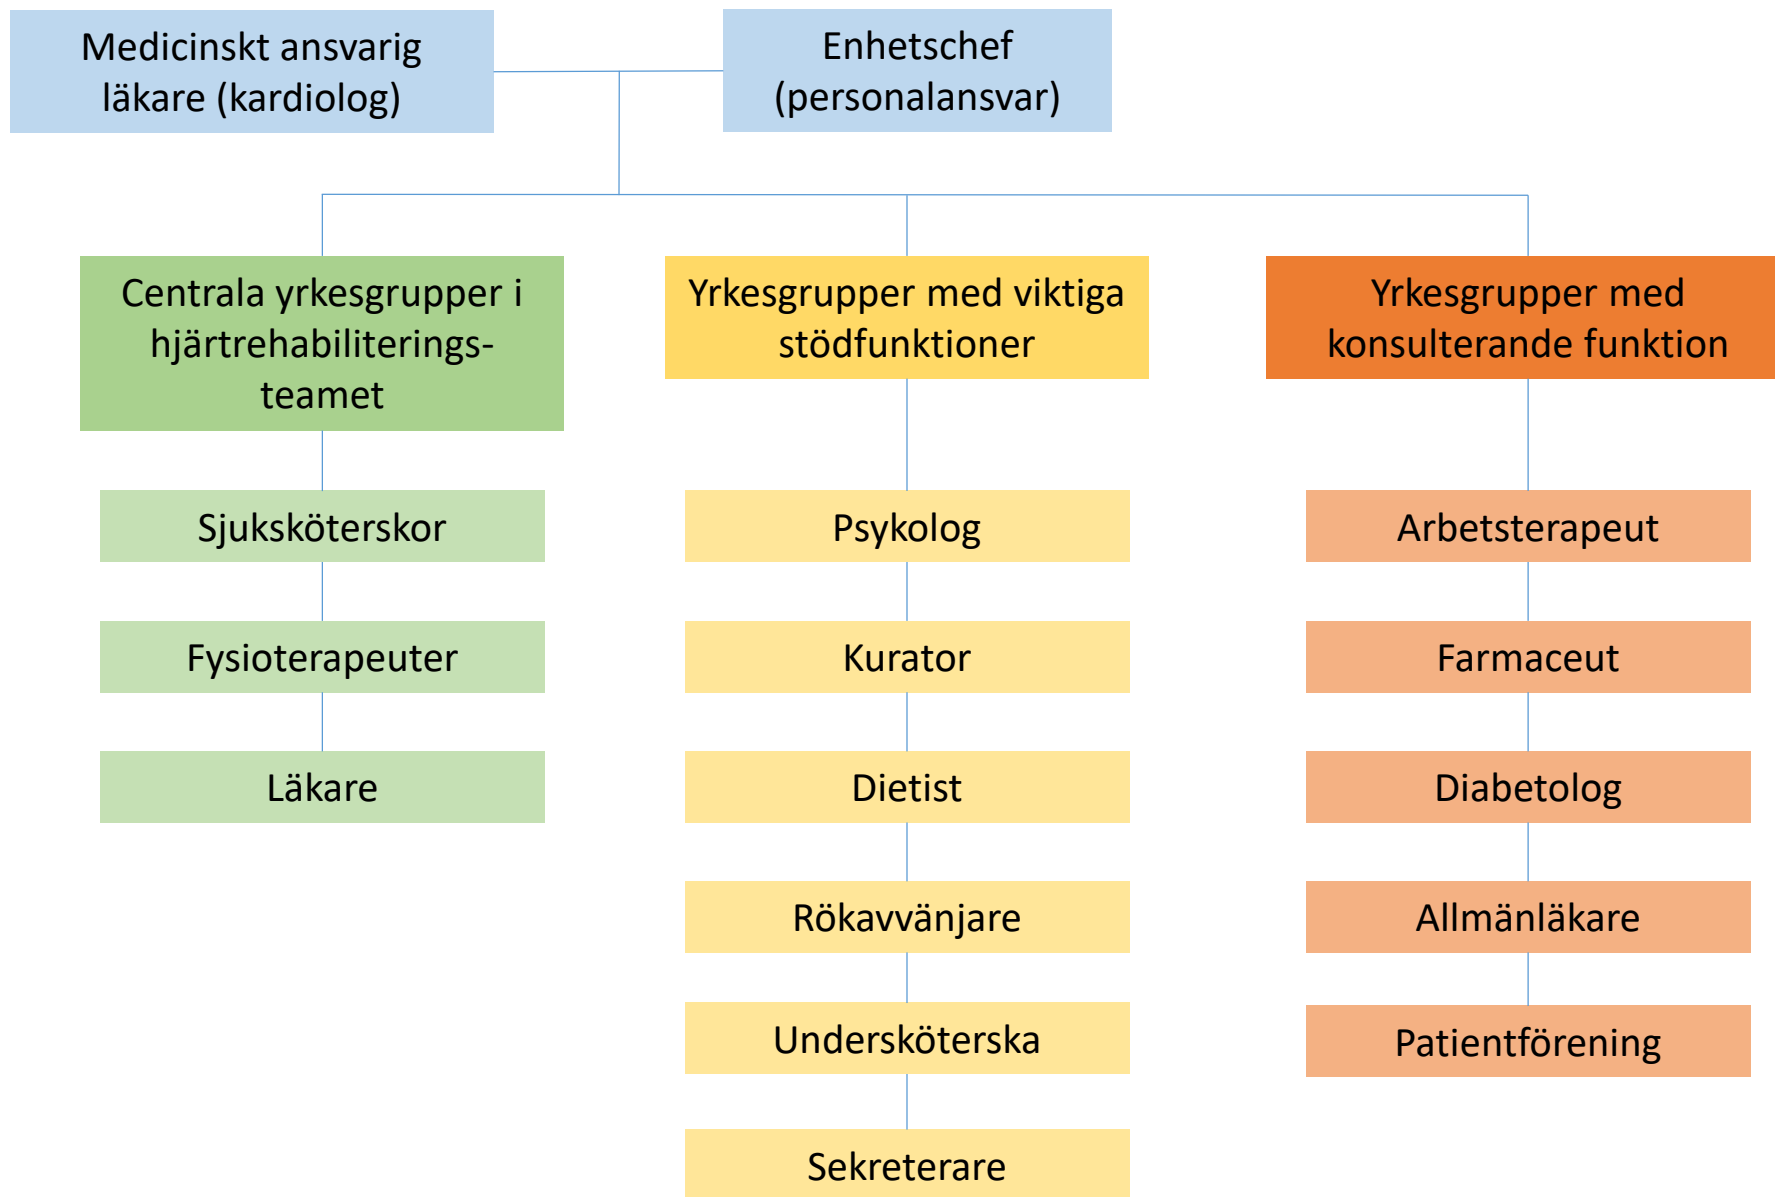 Medicinskt ansvarig
läkare (kardiolog)
Enhetschef
(personalansvar)
Centrala yrkesgrupper i
hjärtrehabiliterings-
teamet
Sjuksköterskor
Fysioterapeuter
Läkare
Yrkesgrupper med viktiga
stödfunktioner
Psykolog
Kurator
Dietist
Rökavvänjare
Undersköterska
Sekreterare
Yrkesgrupper med
konsulterande funktion
Arbetsterapeut
Farmaceut
Diabetolog
Allmänläkare
Patientförening